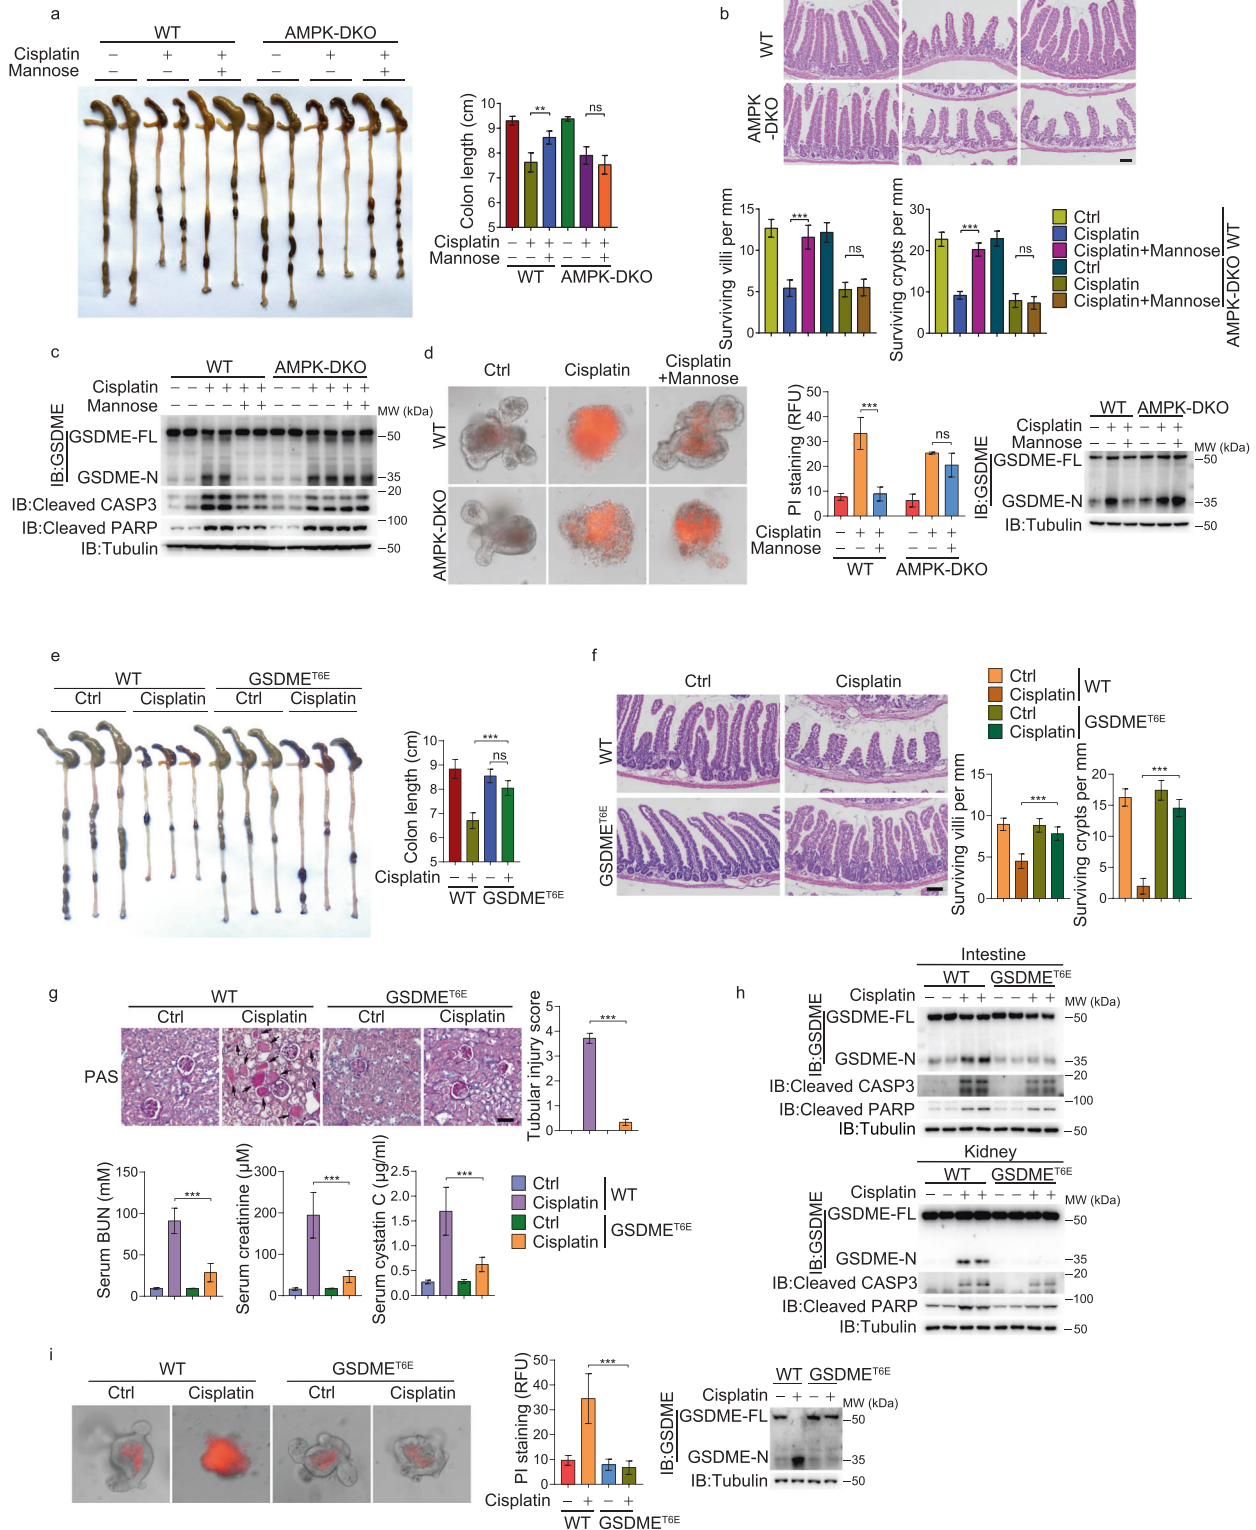 a
WT AMPK-DKO
Cisplatin − + + − + +
Mannose − − + − − +
Colon length (cm)
10
9
8
7
6
5
** ns
Cisplatin − + + − + +
Mannose − − + − − +
WT AMPK-DKO
b
WT
AMPK
-DKO
Surviving villi per mm
15
10
5
0
*** ns
Surviving crypts per mm
30
20
10
0
*** ns
Ctrl
Cisplatin
Cisplatin+Mannose
WT
Ctrl
Cisplatin
Cisplatin+Mannose
AMPK-DKO
c
WT AMPK-DKO
Cisplatin − − + + + + − − + + + +
Mannose − − − − + + − − − − + +
MW (kDa)
IB:GSDME
GSDME-FL −50
GSDME-N −35
−20
IB:Cleaved CASP3
−100
IB:Cleaved PARP
IB:Tubulin −50
d
Ctrl Cisplatin Cisplatin
+Mannose
WT
AMPK-DKO
PI staining (RFU)
50
40
30
20
10
0
*** ns
Cisplatin − + + − + +
Mannose − − + − − +
WT AMPK-DKO
WT AMPK-DKO
Cisplatin − + + − + +
Mannose − − + − − +
MW (kDa)
IB:GSDME
GSDME-FL −50
GSDME-N −35
IB:Tubulin −50
e
WT GSDMET6E
Ctrl Cisplatin Ctrl Cisplatin
Colon length (cm)
10
9
8
7
6
5
***
ns
Cisplatin − + − +
WT GSDMET6E
f
Ctrl Cisplatin
WT
GSDMET6E
Ctrl
Cisplatin
WT
Ctrl
Cisplatin
GSDMET6E
Surviving villi per mm
15
10
5
0
***
Surviving crypts per mm
20
15
10
5
0
***
g
WT GSDMET6E
Ctrl Cisplatin Ctrl Cisplatin
PAS
Tubular injury score
5
4
3
2
1
0
***
Serum BUN (mM)
150
100
50
0
***
Serum creatinine (μM)
300
200
100
0
***
Serum cystatin C (μg/ml)
2.5
2.0
1.5
1.0
0.5
0.0
***
Ctrl
Cisplatin
WT
Ctrl
Cisplatin
GSDMET6E
h
Intestine
WT GSDMET6E
Cisplatin − − + + − − + +
MW (kDa)
IB:GSDME
GSDME-FL −50
GSDME-N −35
−20
IB:Cleaved CASP3
−100
IB:Cleaved PARP
IB:Tubulin −50
Kidney
WT GSDMET6E
Cisplatin − − + + − − + +
MW (kDa)
IB:GSDME
GSDME-FL −50
GSDME-N −35
−20
IB:Cleaved CASP3
−100
IB:Cleaved PARP
IB:Tubulin −50
i
WT GSDMET6E
Ctrl Cisplatin Ctrl Cisplatin
PI staining (RFU)
50
40
30
20
10
0
***
Cisplatin − + − +
WT GSDMET6E
WT GSDMET6E
Cisplatin − + − +
MW (kDa)
IB:GSDME
GSDME-FL −50
GSDME-N −35
IB:Tubulin −50